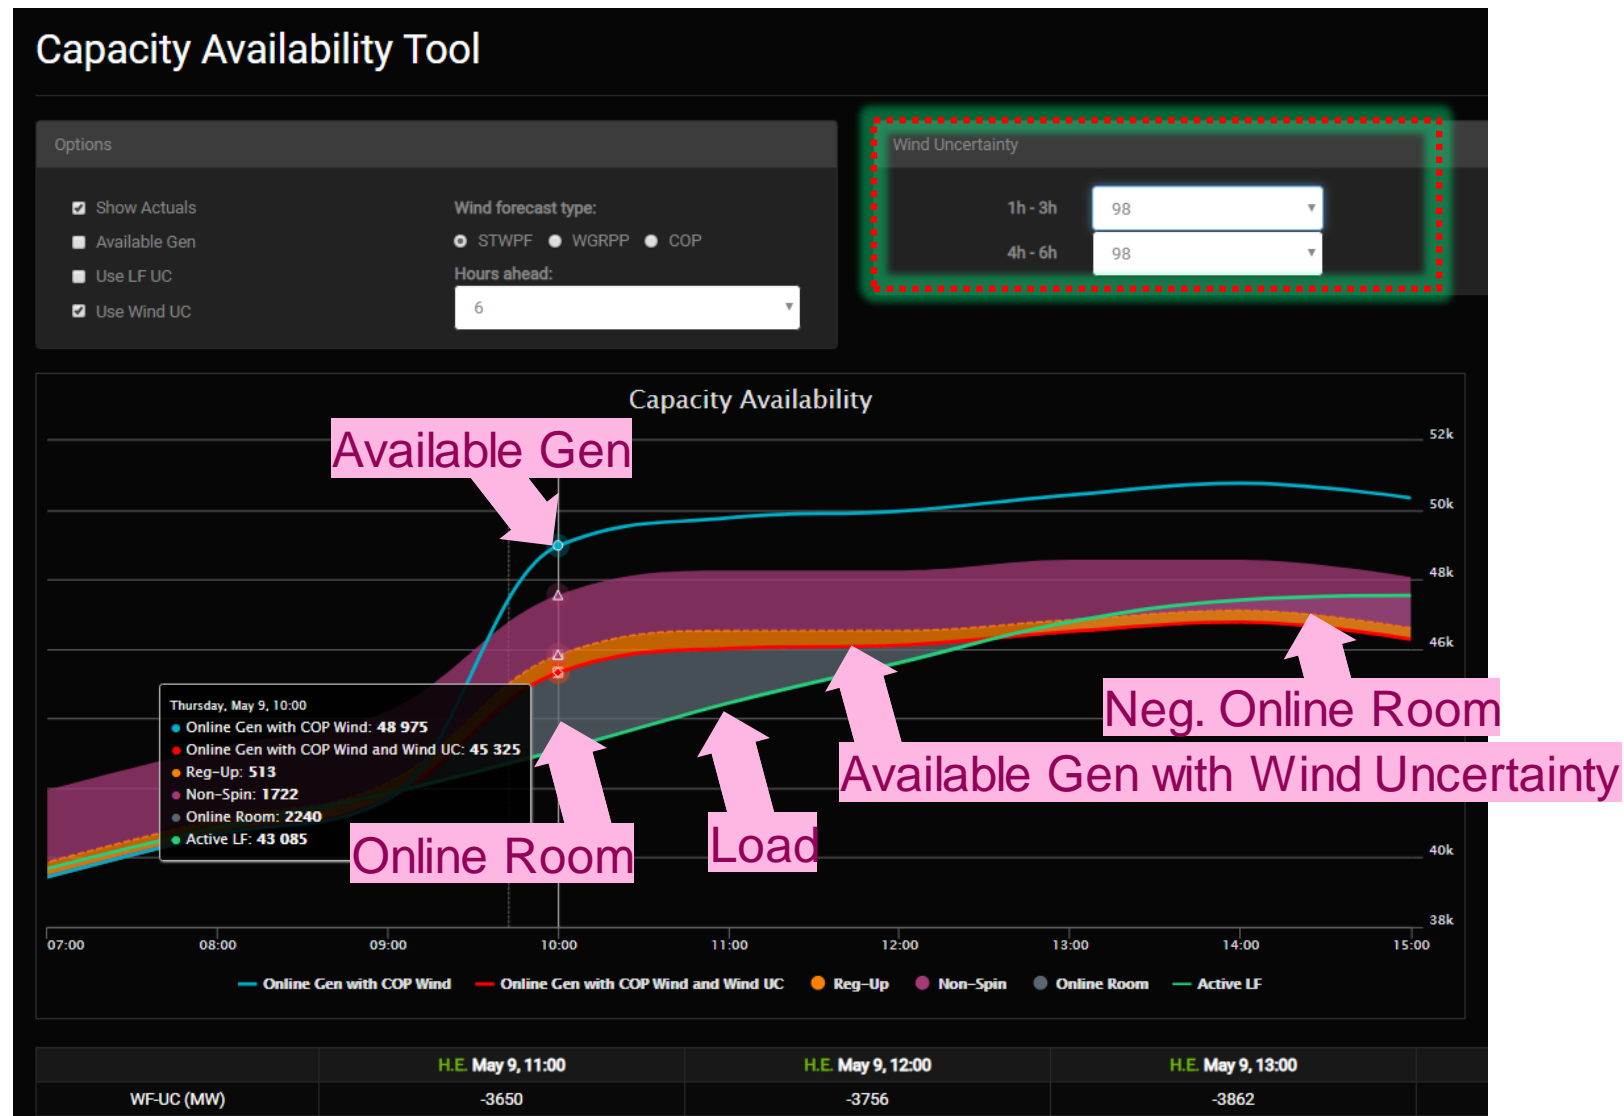 Capacity Availability Tool
Options
Show Actuals
Available Gen
Use LF UC
Use Wind UC
Wind forecast type:
STWPF WGRPP COP
Hours ahead:
6
Wind Uncertainty
1h - 3h 98
4h - 6h 98
Capacity Availability
Available Gen
52k
50k
48k
46k
40k
38k
Thursday, May 9, 10:00
Online Gen with COP Wind: 48 975
Online Gen with COP Wind and Wind UC: 45 325
Reg-Up: 513
Non-Spin: 1722
Online Room: 2240
Active LF: 43 085
Neg. Online Room
Available Gen with Wind Uncertainty
Load
Online Room
07:00 08:00 09:00 10:00 11:00 12:00 13:00 14:00 15:00
Online Gen with COP Wind Online Gen with COP Wind and Wind UC Reg-Up Non-Spin Online Room Active LF
H.E. May 9, 11:00 H.E. May 9, 12:00 H.E. May 9, 13:00
WF-UC (MW) -3650 -3756 -3862